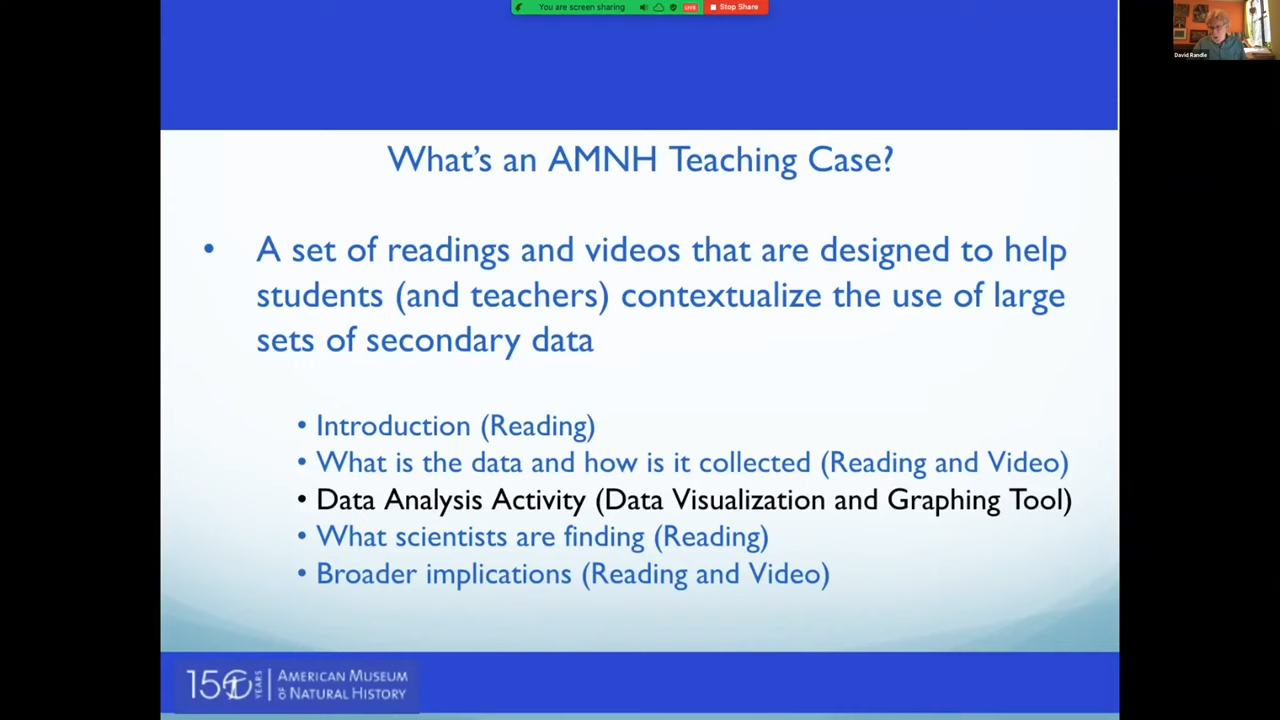 You are screen sharing
LIVE
Stop Share
David Randle
What's an AMNH Teaching Case?
• A set of readings and videos that are designed to help
students (and teachers) contextualize the use of large
sets of secondary data
• Introduction (Reading)
• What is the data and how is it collected (Reading and Video)
• Data Analysis Activity (Data Visualization and Graphing Tool)
• What scientists are finding (Reading)
• Broader implications (Reading and Video)
150 YEARS
AMERICAN MUSEUM
OF NATURAL HISTORY